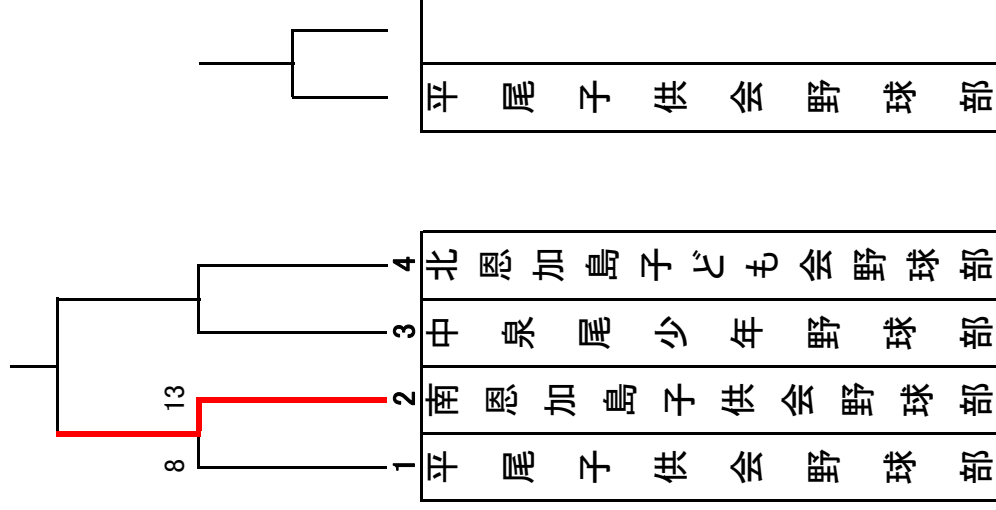 平尾子供会野球部
4 北恩加島子ども会野球部
3 中泉尾少年野球部
13
2 南恩加島子供会野球部
8
1 平尾子供会野球部